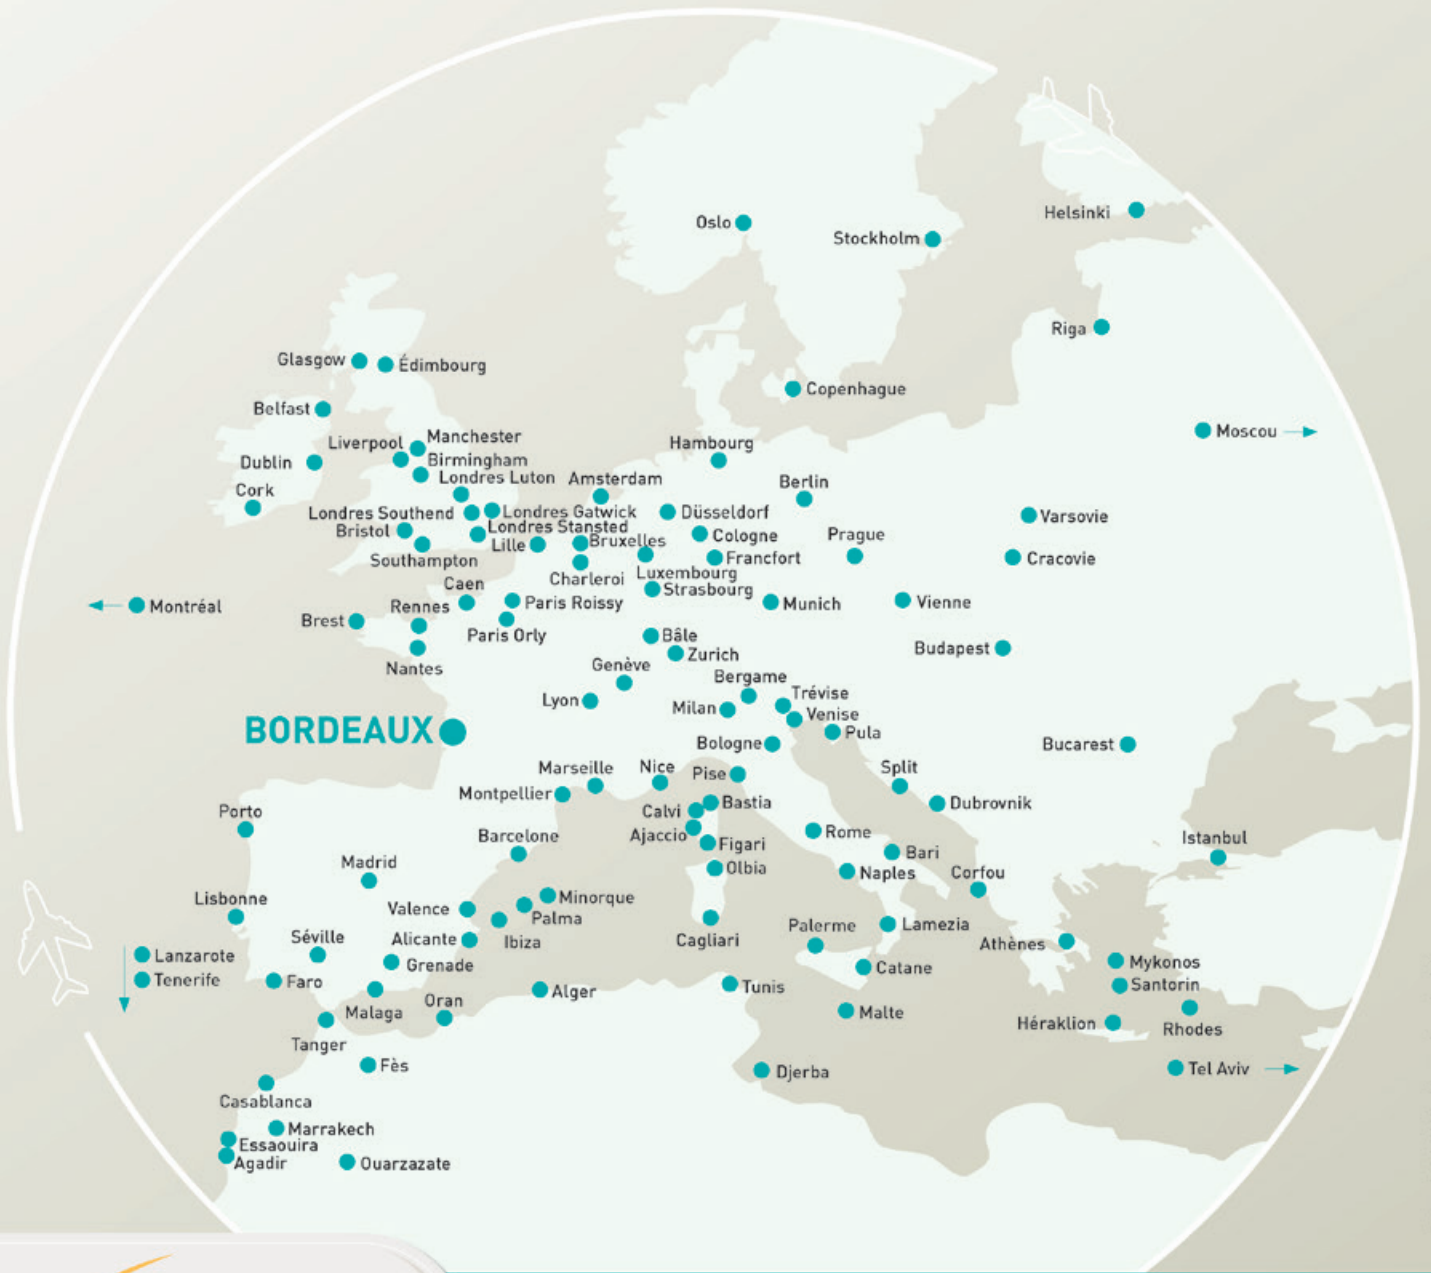 Oslo
Stockholm
Helsinki
Riga
Glasgow
Édimbourg
Copenhague
Belfast
Moscou
Liverpool
Manchester
Hambourg
Dublin
Birmingham
Londres Luton
Amsterdam
Berlin
Cork
Londres Southend
Londres Gatwick
Düsseldorf
Varsovie
Bristol
Londres Stansted
Lille
Bruxelles
Cologne
Prague
Southampton
Francfort
Cracovie
Charleroi
Luxembourg
Caen
Strasbourg
Montréal
Rennes
Paris Roissy
Munich
Vienne
Brest
Paris Orly
Bâle
Budapest
Nantes
Genève
Zurich
Bergame
Lyon
Milan
Trévise
Venise
BORDEAUX
Pula
Bologne
Bucarest
Marseille
Nice
Pise
Split
Montpellier
Bastia
Dubrovnik
Porto
Calvi
Barcelone
Ajaccio
Figari
Rome
Istanbul
Madrid
Olbia
Bari
Naples
Corfou
Lisbonne
Valence
Minorque
Palma
Palerme
Lamezia
Séville
Alicante
Ibiza
Cagliari
Athènes
Lanzarote
Grenade
Catane
Mykonos
Tenerife
Faro
Alger
Tunis
Santorin
Malaga
Oran
Malte
Héraklion
Rhodes
Tanger
Fès
Djerba
Tel Aviv
Casablanca
Marrakech
Essaouira
Agadir
Ouarzazate